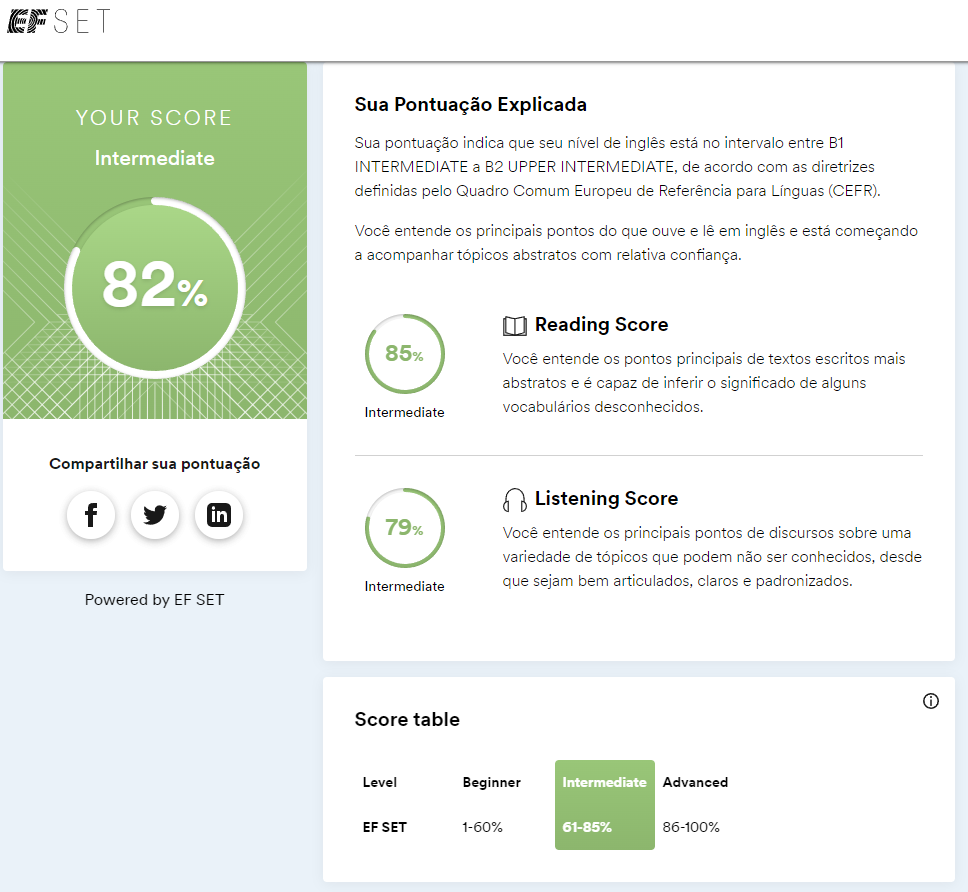 EF SET
YOUR SCORE
Intermediate
82%
Compartilhar sua pontuação
Powered by EF SET
Sua Pontuação Explicada
Sua pontuação indica que seu nível de inglês está no intervalo entre B1
INTERMEDIATE a B2 UPPER INTERMEDIATE, de acordo com as diretrizes
definidas pelo Quadro Comum Europeu de Referência para Línguas (CEFR).
Você entende os principais pontos do que ouve e lê em inglês e está começando
a acompanhar tópicos abstratos com relativa confiança.
85%
Intermediate
Reading Score
Você entende os pontos principais de textos escritos mais
abstratos e é capaz de inferir o significado de alguns
vocabulários desconhecidos.
79%
Intermediate
Listening Score
Você entende os principais pontos de discursos sobre uma
variedade de tópicos que podem não ser conhecidos, desde
que sejam bem articulados, claros e padronizados.
Score table
Level Beginner Intermediate Advanced
EF SET 1-60% 61-85% 86-100%